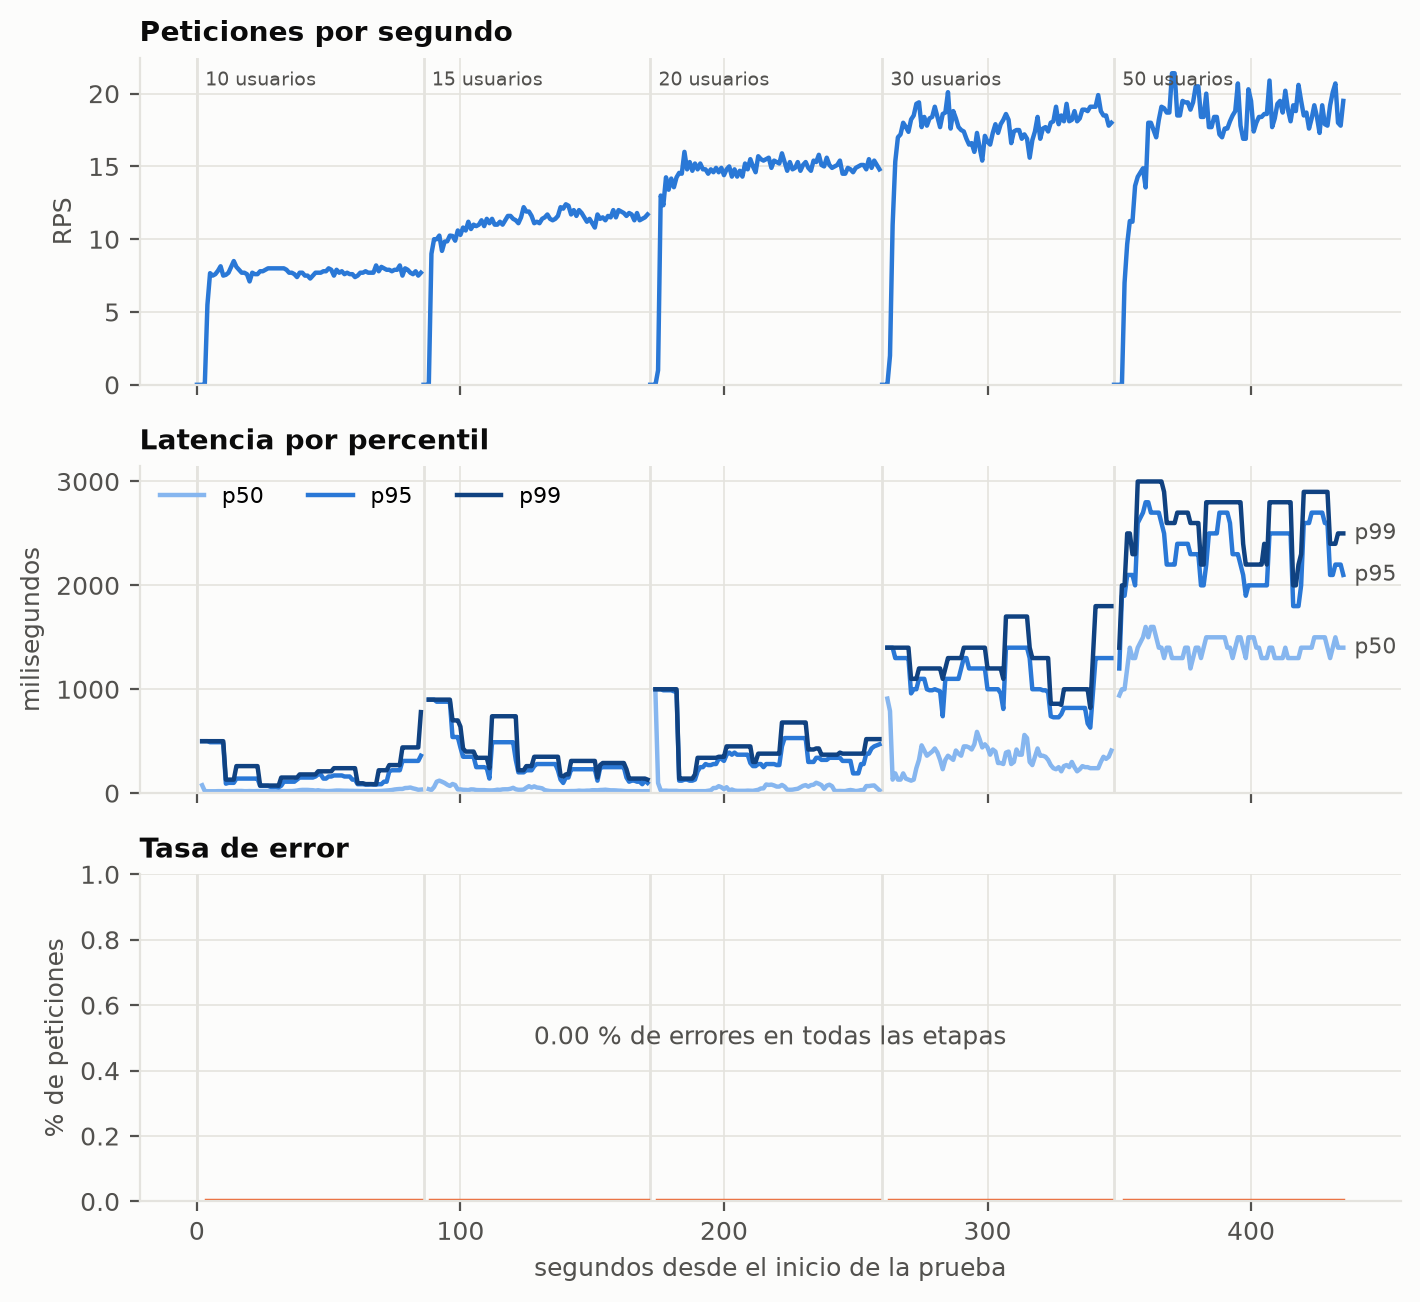 Peticiones por segundo
10 usuarios
15 usuarios
20 usuarios
30 usuarios
50 usuarios
20
15
10
5
0
RPS
Latencia por percentil
p50
p95
p99
3000
2000
1000
0
milisegundos
p99
p95
p50
Tasa de error
1.0
0.8
0.6
0.4
0.2
0.0
% de peticiones
0.00 % de errores en todas las etapas
0
100
200
300
400
segundos desde el inicio de la prueba